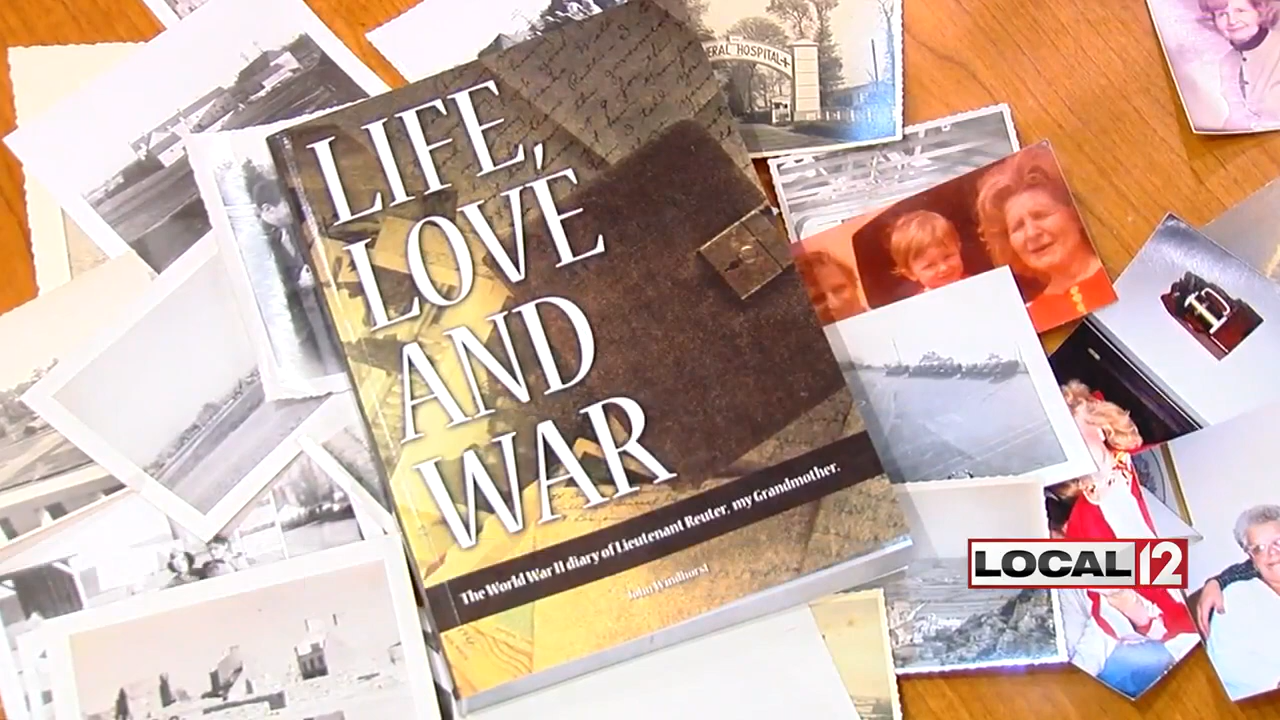 ERAL HOSPITAL
LIFE,
LOVE
AND
WAR
The World War II diary of Lieutenant Reuter, my Grandmother.
John Windhorst
LOCAL 12